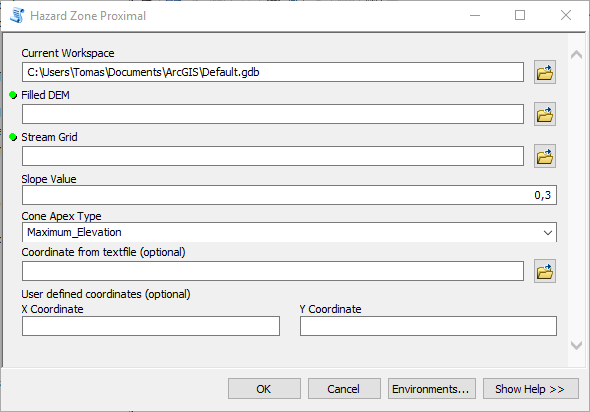 Hazard Zone Proximal
Current Workspace
C:\Users\Tomas\Documents\ArcGIS\Default.gdb
Filled DEM
Stream Grid
Slope Value
0,3
Cone Apex Type
Maximum_Elevation
Coordinate from textfile (optional)
User defined coordinates (optional)
X Coordinate Y Coordinate
OK Cancel Environments... Show Help >>